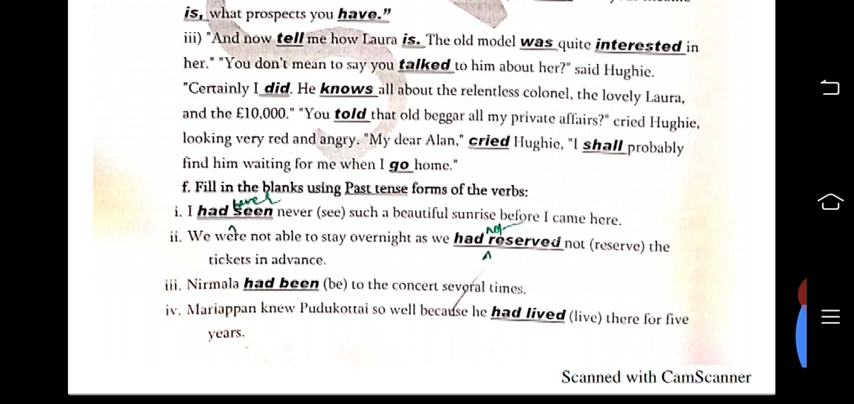 is, what prospects you have."
iii) "And now tell me how Laura is. The old model was quite interested in
her." "You don't mean to say you talked to him about her?" said Hughie.
"Certainly I did. He knows all about the relentless colonel, the lovely Laura,
and the £10,000." "You told that old beggar all my private affairs?" cried Hughie,
looking very red and angry. "My dear Alan," cried Hughie, "I shall probably
find him waiting for me when I go home."
f. Fill in the blanks using Past tense forms of the verbs:
never
i. I had seen never (see) such a beautiful sunrise before I came here.
not
ii. We were not able to stay overnight as we had reserved not (reserve) the
tickets in advance.
iii. Nirmala had been (be) to the concert several times.
iv. Mariappan knew Pudukottai so well because he had lived (live) there for five
years.
Scanned with CamScanner